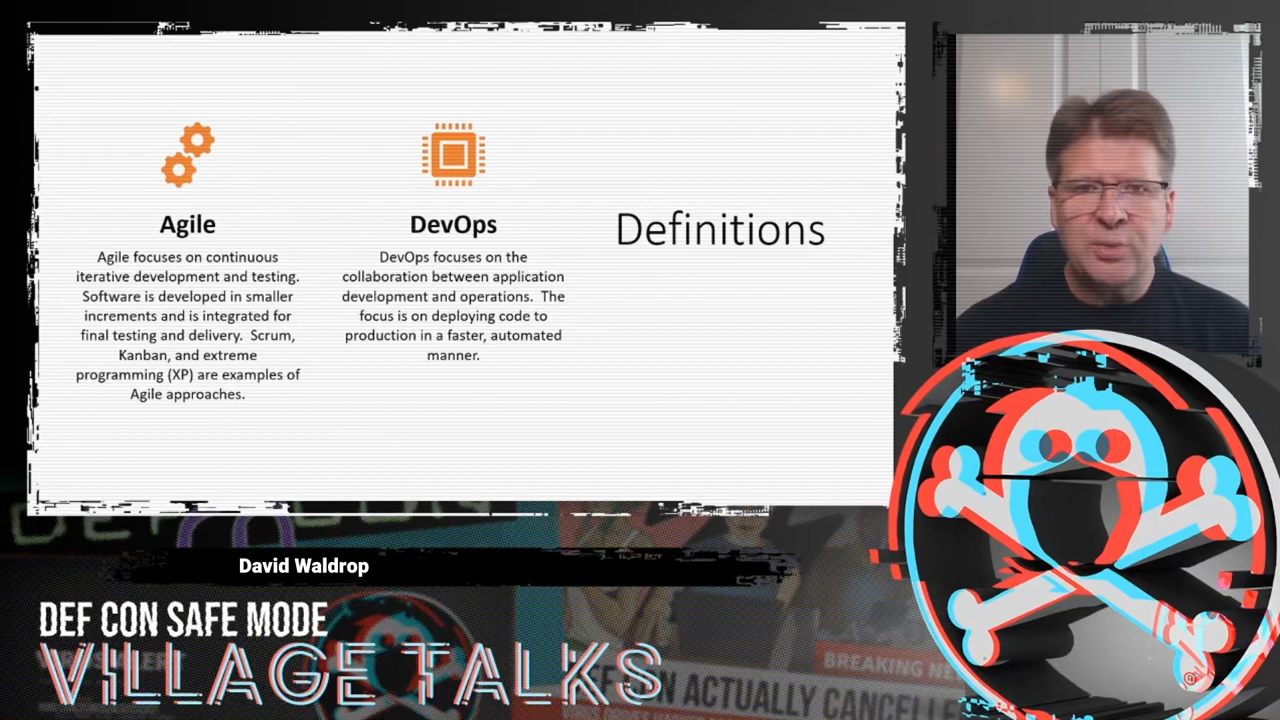 Agile
Agile focuses on continuous
iterative development and testing.
Software is developed in smaller
increments and is integrated for
final testing and delivery.  Scrum,
Kanban, and extreme
programming (XP) are examples of
Agile approaches.
DevOps
DevOps focuses on the
collaboration between application
development and operations.  The
focus is on deploying code to
production in a faster, automated
manner.
Definitions
David Waldrop
DEF CON SAFE MODE
VILLAGE TALKS
BREAKING NE
CON ACTUALLY CANCELLE